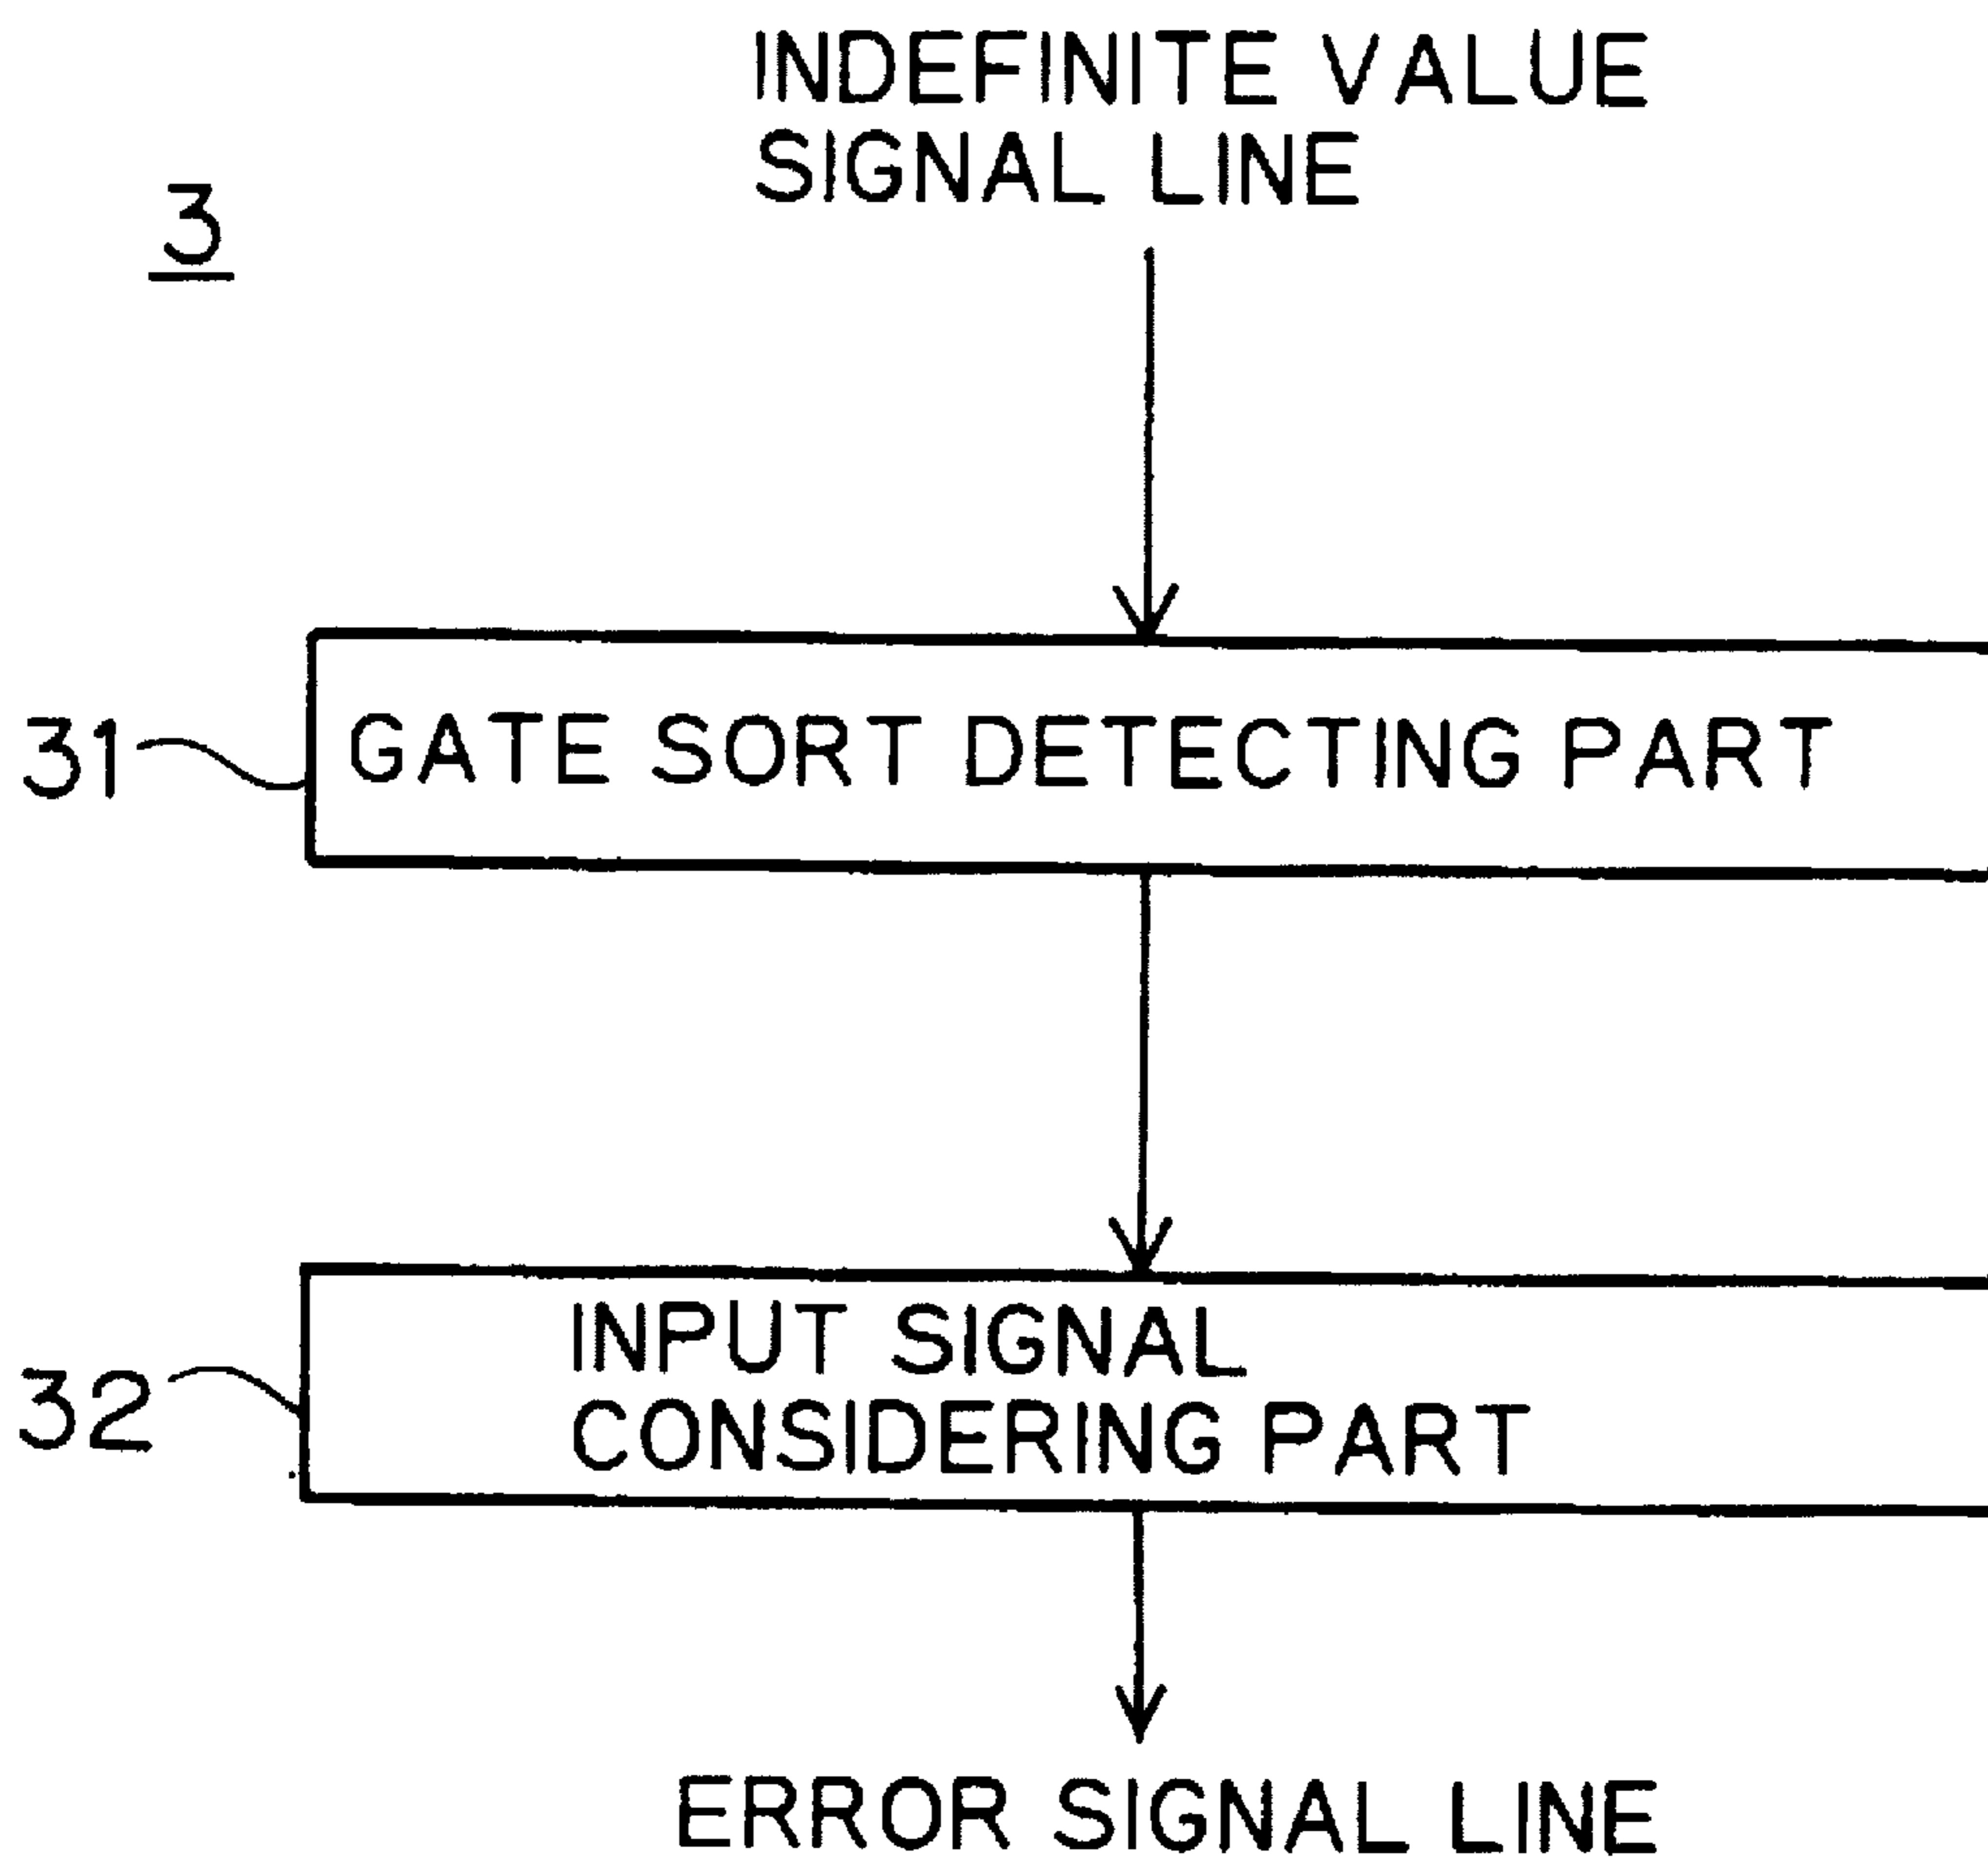 INDEFINITE VALUE
SIGNAL LINE
3
31
GATE SORT DETECTING PART
32
INPUT SIGNAL
CONSIDERING PART
ERROR SIGNAL LINE